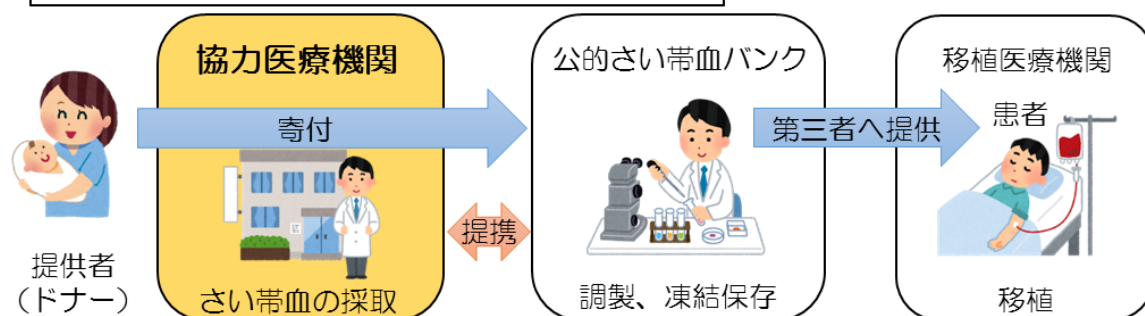 協力医療機関
公的さい帯血バンク
移植医療機関
患者
寄付
第三者へ提供
提携
提供者
（ドナー）
さい帯血の採取
調製、凍結保存
移植